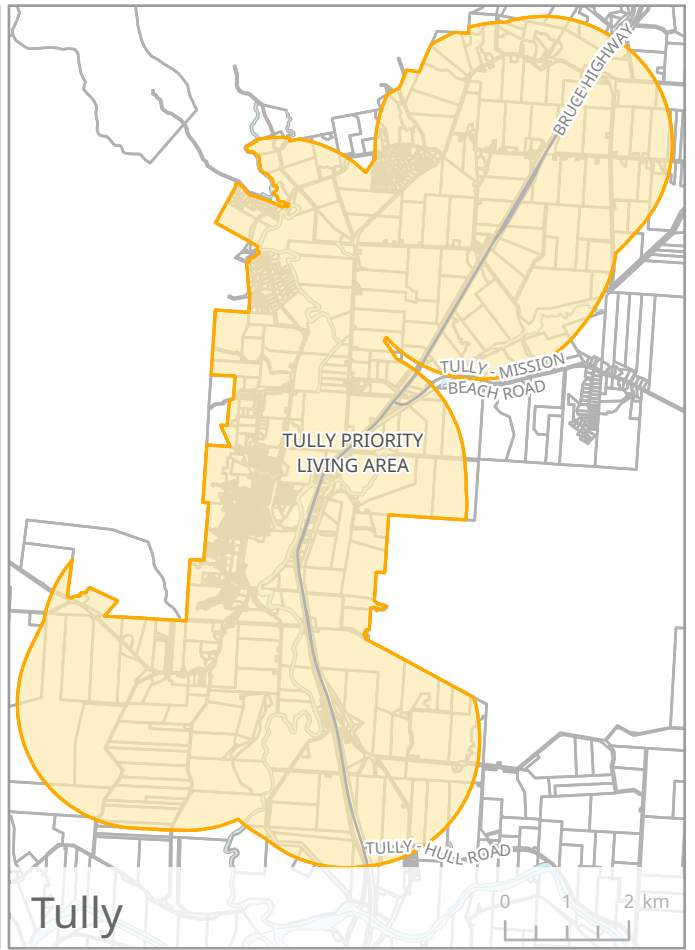 BRUCE HIGHWAY
TULLY - MISSION
BEACH ROAD
TULLY PRIORITY
LIVING AREA
TULLY - HULL ROAD
Tully
0 1 2 km